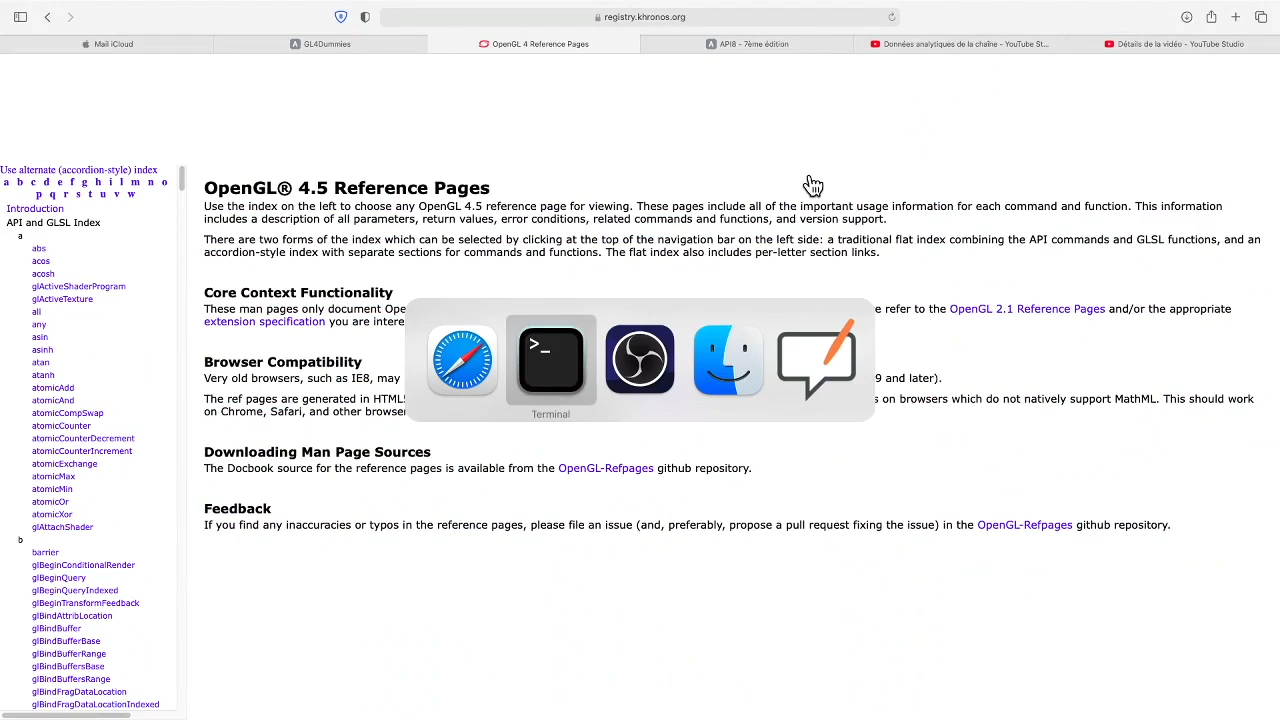 registry.khronos.org
Mail iCloud
GL4Dummies
OpenGL 4 Reference Pages
API8 - 7ème édition
Données analytiques de la chaîne - YouTube St...
Détails de la vidéo - YouTube Studio
Use alternate (accordion-style) index
a b c d e f g h i l m n o
p q r s t u v w
Introduction
API and GLSL Index
a
abs
acos
acosh
glActiveShaderProgram
glActiveTexture
all
any
asin
asinh
atan
atanh
atomicAdd
atomicAnd
atomicCompSwap
atomicCounter
atomicCounterDecrement
atomicCounterIncrement
atomicExchange
atomicMax
atomicMin
atomicOr
atomicXor
glAttachShader
b
barrier
glBeginConditionalRender
glBeginQuery
glBeginQueryIndexed
glBeginTransformFeedback
glBindAttribLocation
glBindBuffer
glBindBufferBase
glBindBufferRange
glBindBuffersBase
glBindBuffersRange
glBindFragDataLocation
glBindFragDataLocationIndexed
OpenGL® 4.5 Reference Pages
Use the index on the left to choose any OpenGL 4.5 reference page for viewing. These pages include all of the important usage information for each command and function. This information
includes a description of all parameters, return values, error conditions, related commands and functions, and version support.
There are two forms of the index which can be selected by clicking at the top of the navigation bar on the left side: a traditional flat index combining the API commands and GLSL functions, and an
accordion-style index with separate sections for commands and functions. The flat index also includes per-letter section links.
Core Context Functionality
These man pages only document Ope e refer to the OpenGL 2.1 Reference Pages and/or the appropriate
extension specification you are intere
Browser Compatibility
Very old browsers, such as IE8, may 9 and later).
The ref pages are generated in HTML5 as on browsers which do not natively support MathML. This should work
on Chrome, Safari, and other browser
Downloading Man Page Sources
The Docbook source for the reference pages is available from the OpenGL-Refpages github repository.
Feedback
If you find any inaccuracies or typos in the reference pages, please file an issue (and, preferably, propose a pull request fixing the issue) in the OpenGL-Refpages github repository.
>_
Terminal